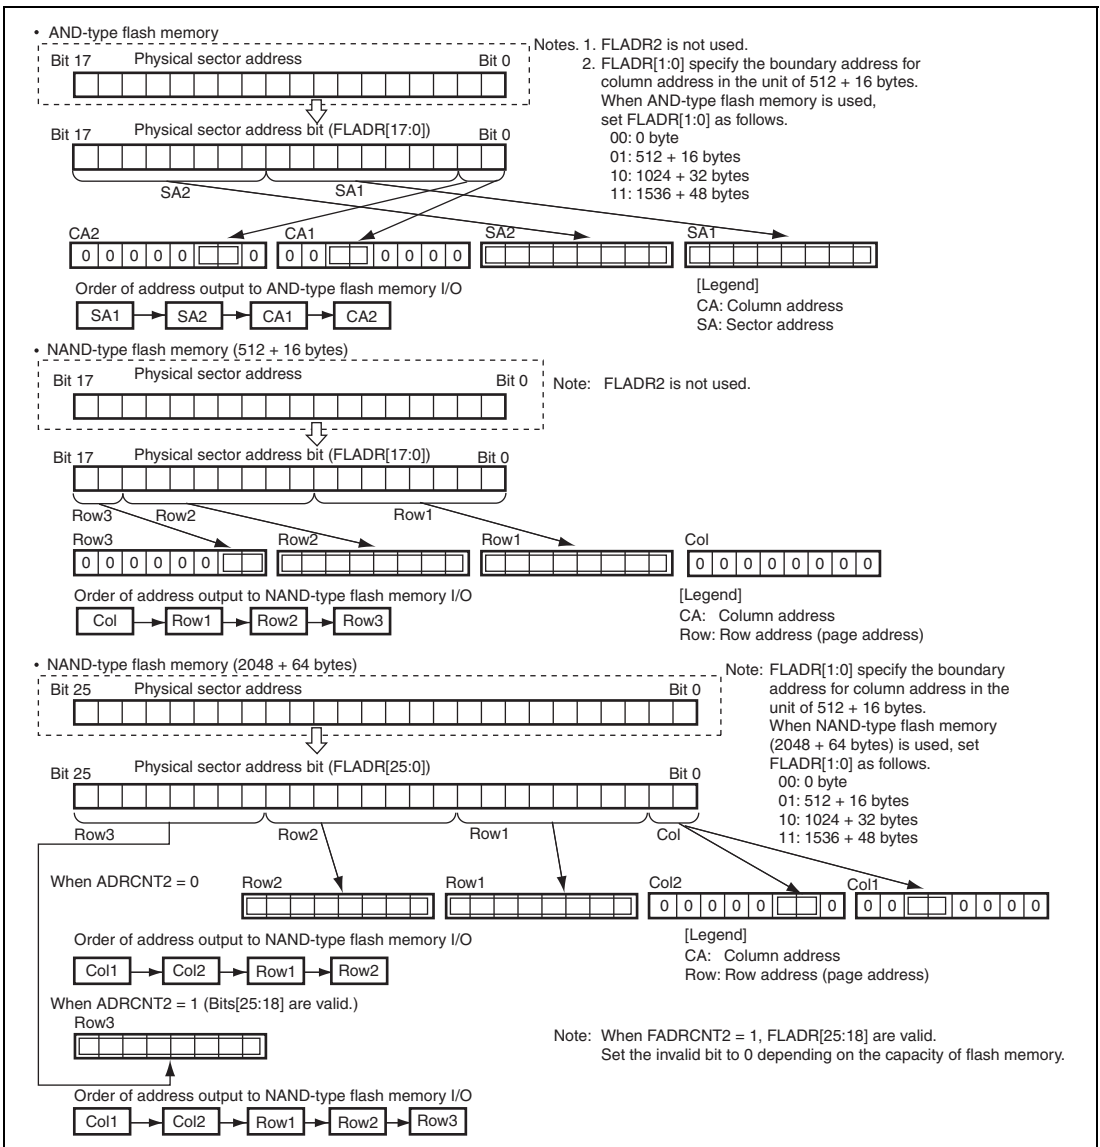 • AND-type flash memory
Bit 17 Physical sector address Bit 0
Notes. 1. FLADR2 is not used.
2. FLADR[1:0] specify the boundary address for
column address in the unit of 512 + 16 bytes.
When AND-type flash memory is used,
set FLADR[1:0] as follows.
00: 0 byte
01: 512 + 16 bytes
10: 1024 + 32 bytes
11: 1536 + 48 bytes
Bit 17 Physical sector address bit (FLADR[17:0]) Bit 0
SA2 SA1
CA2 CA1 SA2 SA1
0 0 0 0 0 0 0 0 0 0 0 0
Order of address output to AND-type flash memory I/O
SA1 SA2 CA1 CA2
[Legend]
CA: Column address
SA: Sector address
• NAND-type flash memory (512 + 16 bytes)
Bit 17 Physical sector address Bit 0
Note: FLADR2 is not used.
Bit 17 Physical sector address bit (FLADR[17:0]) Bit 0
Row3 Row2 Row1
Row3 Row2 Row1 Col
0 0 0 0 0 0 0 0 0 0 0 0 0 0
Order of address output to NAND-type flash memory I/O
Col Row1 Row2 Row3
[Legend]
CA: Column address
Row: Row address (page address)
• NAND-type flash memory (2048 + 64 bytes)
Bit 25 Physical sector address Bit 0
Note: FLADR[1:0] specify the boundary
address for column address in the
unit of 512 + 16 bytes.
When NAND-type flash memory
(2048 + 64 bytes) is used, set
FLADR[1:0] as follows.
00: 0 byte
01: 512 + 16 bytes
10: 1024 + 32 bytes
11: 1536 + 48 bytes
Bit 25 Physical sector address bit (FLADR[25:0]) Bit 0
Row3 Row2 Row1 Col
When ADRCNT2 = 0
Row2 Row1 Col2 Col1
0 0 0 0 0 0 0 0 0 0 0 0
Order of address output to NAND-type flash memory I/O
Col1 Col2 Row1 Row2
[Legend]
CA: Column address
Row: Row address (page address)
When ADRCNT2 = 1 (Bits[25:18] are valid.)
Row3
Note: When FADRCNT2 = 1, FLADR[25:18] are valid.
Set the invalid bit to 0 depending on the capacity of flash memory.
Order of address output to NAND-type flash memory I/O
Col1 Col2 Row1 Row2 Row3